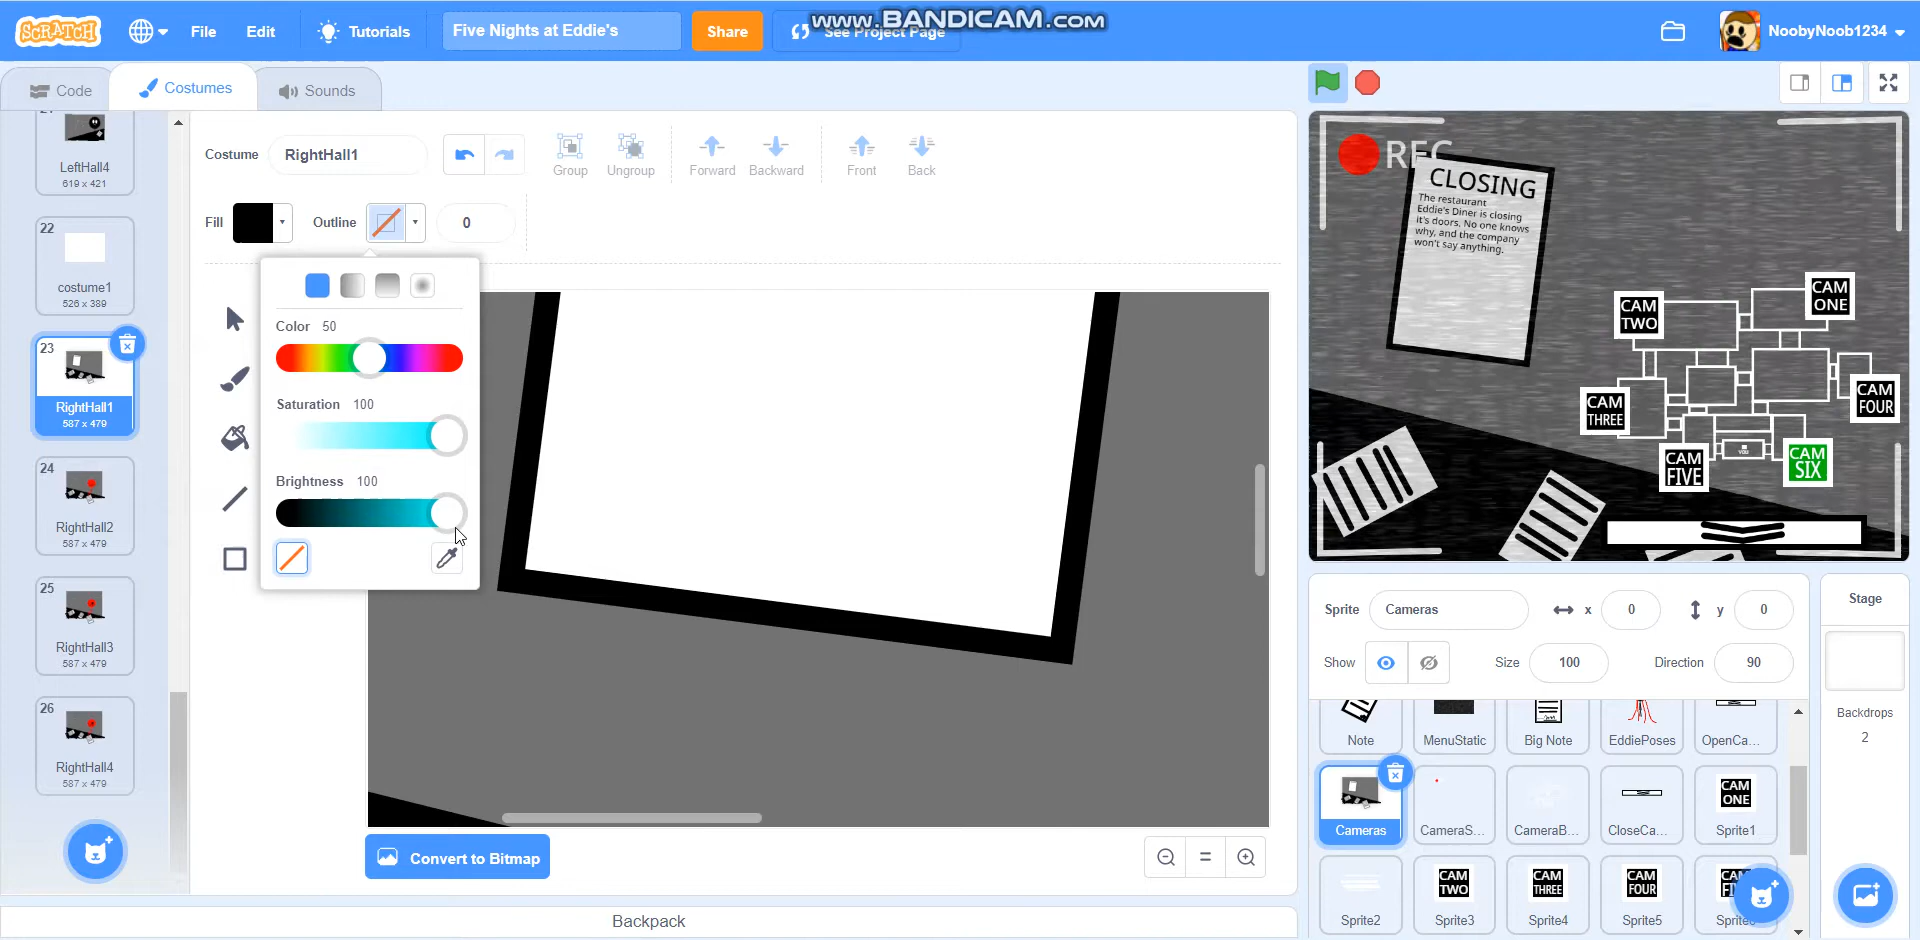 SCRATCH
File
Edit
Tutorials
Five Nights at Eddie's
Share
See Project Page
www.BANDICAM.com
NoobyNoob1234
Code
Costumes
Sounds
LeftHall4
619 x 421
22
costume1
526 x 389
23
RightHall1
587 x 479
24
RightHall2
587 x 479
25
RightHall3
587 x 479
26
RightHall4
587 x 479
Costume
RightHall1
Group
Ungroup
Forward
Backward
Front
Back
Fill
Outline
0
Color 50
Saturation 100
Brightness 100
Convert to Bitmap
Backpack
REC
CLOSING
The restaurant
Eddie's Diner is closing
it's doors. No one knows
why, and the company
won't say anything.
CAM
ONE
CAM
TWO
CAM
THREE
CAM
FOUR
CAM
FIVE
CAM
SIX
YOU
Sprite
Cameras
x
0
y
0
Show
Size
100
Direction
90
Stage
Backdrops
2
Note
MenuStatic
Big Note
EddiePoses
OpenCa...
Cameras
CameraS...
CameraB...
CloseCa...
CAM
ONE
Sprite1
Sprite2
CAM
TWO
Sprite3
CAM
THREE
Sprite4
CAM
FOUR
Sprite5